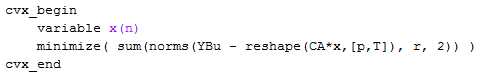 cvx_begin
    variable x(n)
    minimize( sum(norms(YBu - reshape(CA*x,[p,T]), r, 2)) )
cvx_end